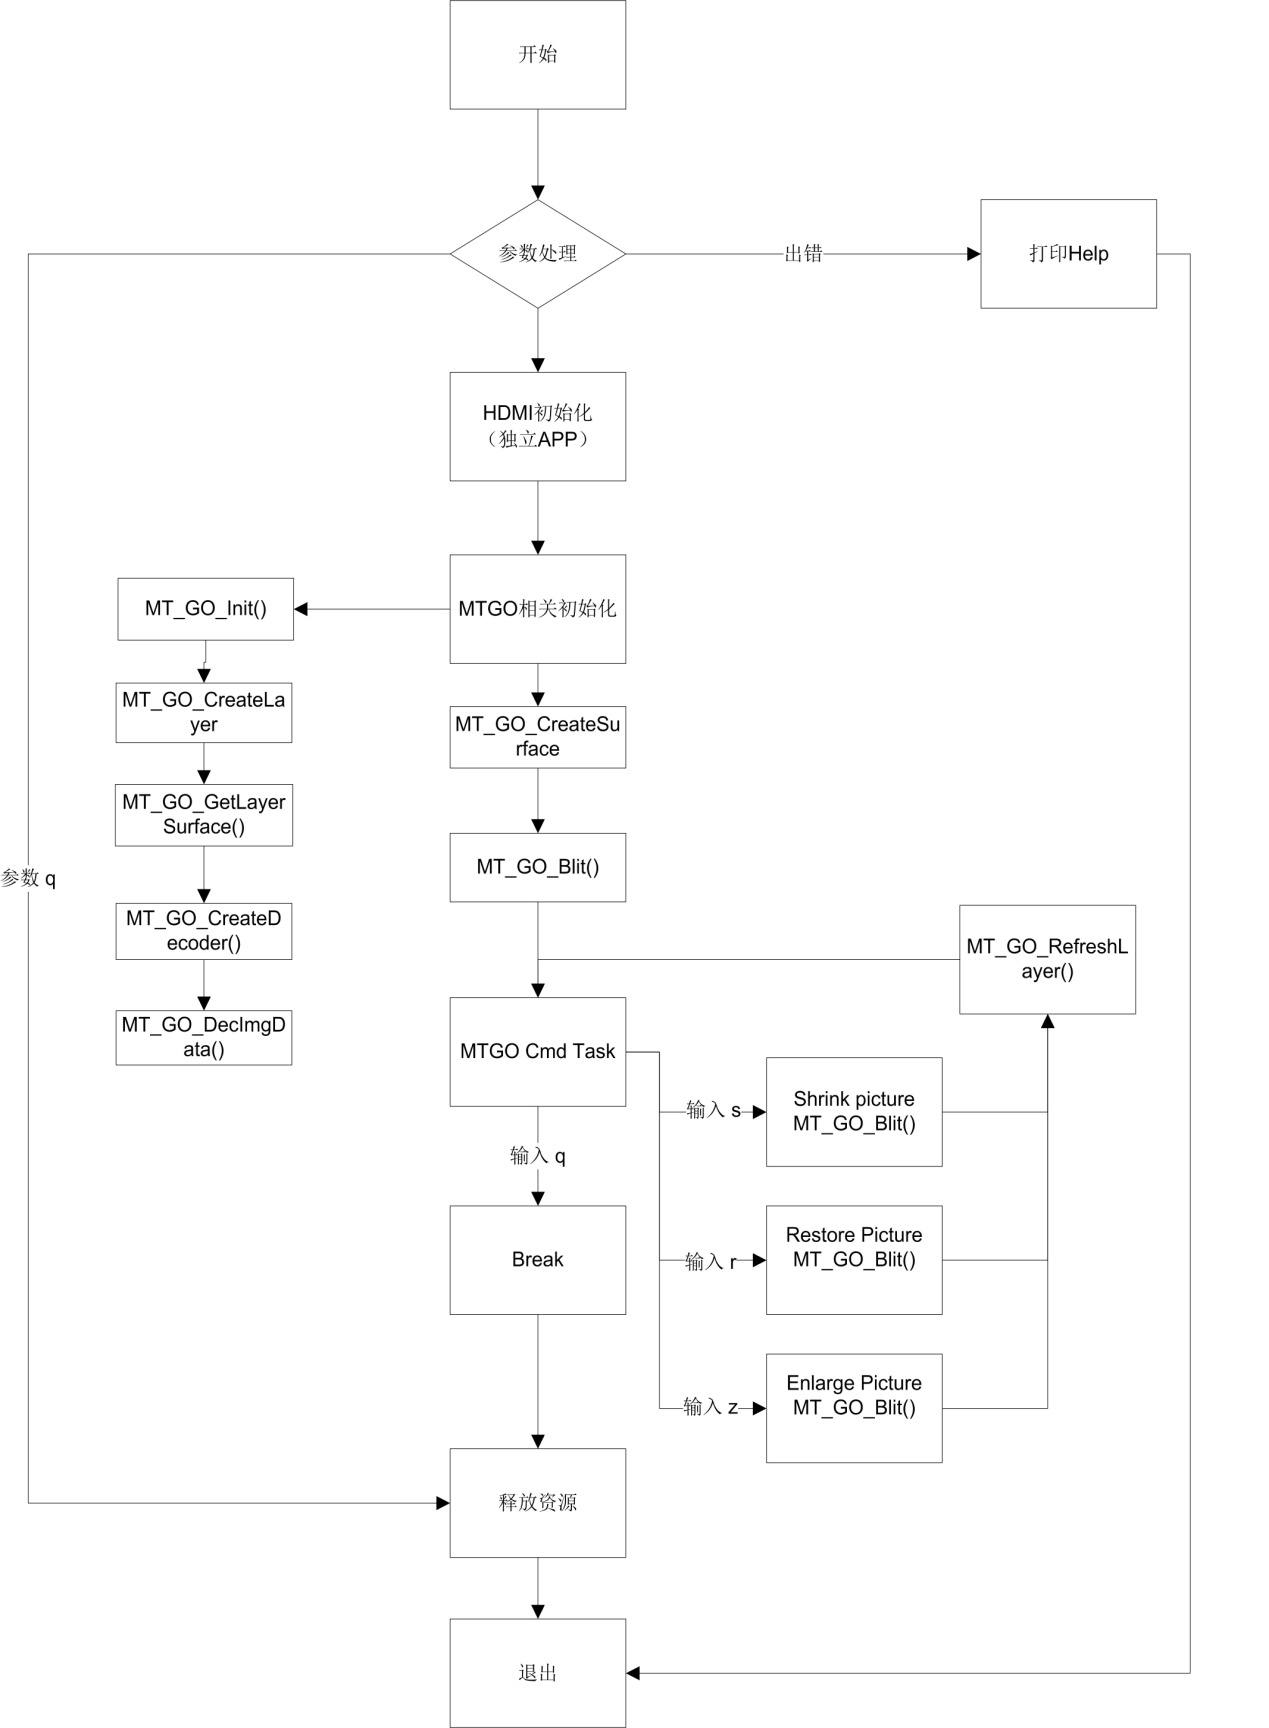 开始
参数处理
出错
打印Help
HDMI初始化
（独立APP）
MTGO相关初始化
MT_GO_Init()
MT_GO_CreateLa
yer
MT_GO_GetLayer
Surface()
MT_GO_CreateD
ecoder()
MT_GO_DecImgD
ata()
MT_GO_CreateSu
rface
MT_GO_Blit()
参数 q
MT_GO_RefreshL
ayer()
MTGO Cmd Task
输入 s
Shrink picture
MT_GO_Blit()
输入 q
输入 r
Restore Picture
MT_GO_Blit()
Break
输入 z
Enlarge Picture
MT_GO_Blit()
释放资源
退出